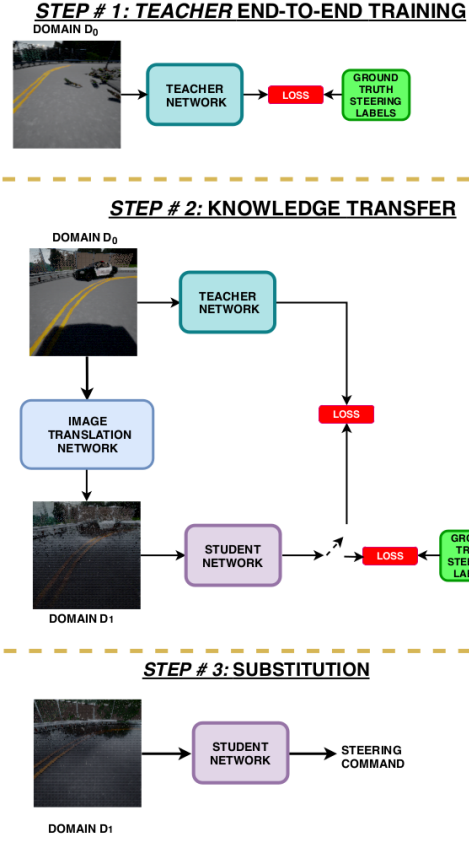 STEP # 1: TEACHER END-TO-END TRAINING
DOMAIN D0
TEACHER
NETWORK
LOSS
GROUND
TRUTH
STEERING
LABELS
STEP # 2: KNOWLEDGE TRANSFER
DOMAIN D0
TEACHER
NETWORK
LOSS
IMAGE
TRANSLATION
NETWORK
STUDENT
NETWORK
LOSS
DOMAIN D1
STEP # 3: SUBSTITUTION
STUDENT
NETWORK
STEERING
COMMAND
DOMAIN D1